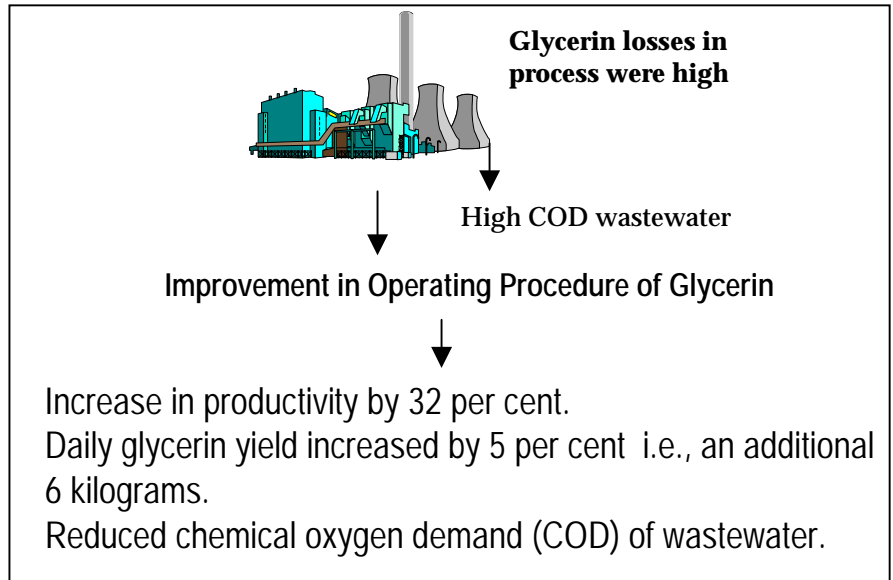 Glycerin losses in
process were high
High COD wastewater
Improvement in Operating Procedure of Glycerin
Increase in productivity by 32 per cent.
Daily glycerin yield increased by 5 per cent i.e., an additional
6 kilograms.
Reduced chemical oxygen demand (COD) of wastewater.